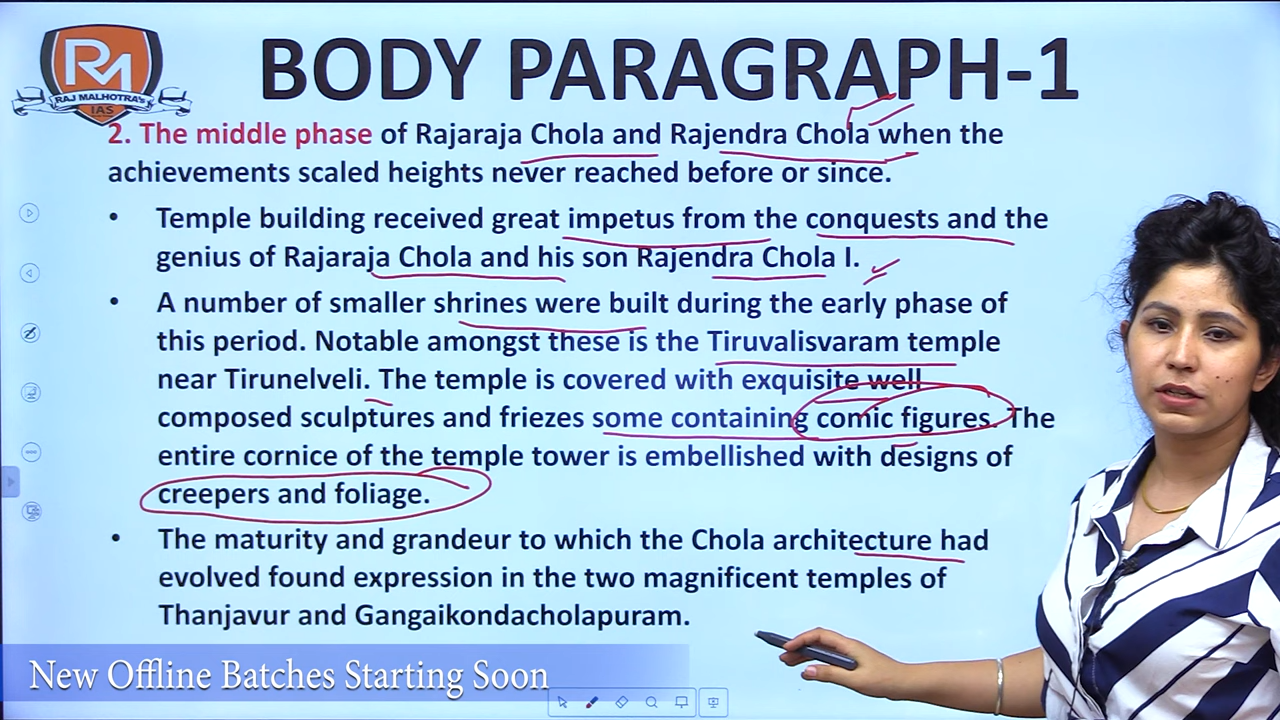 RM
RAJ MALHOTRA's
IAS
BODY PARAGRAPH-1
2. The middle phase of Rajaraja Chola and Rajendra Chola when the
achievements scaled heights never reached before or since.
• Temple building received great impetus from the conquests and the
genius of Rajaraja Chola and his son Rajendra Chola I.
• A number of smaller shrines were built during the early phase of
this period. Notable amongst these is the Tiruvalisvaram temple
near Tirunelveli. The temple is covered with exquisite well
composed sculptures and friezes some containing comic figures. The
entire cornice of the temple tower is embellished with designs of
creepers and foliage.
• The maturity and grandeur to which the Chola architecture had
evolved found expression in the two magnificent temples of
Thanjavur and Gangaikondacholapuram.
New Offline Batches Starting Soon